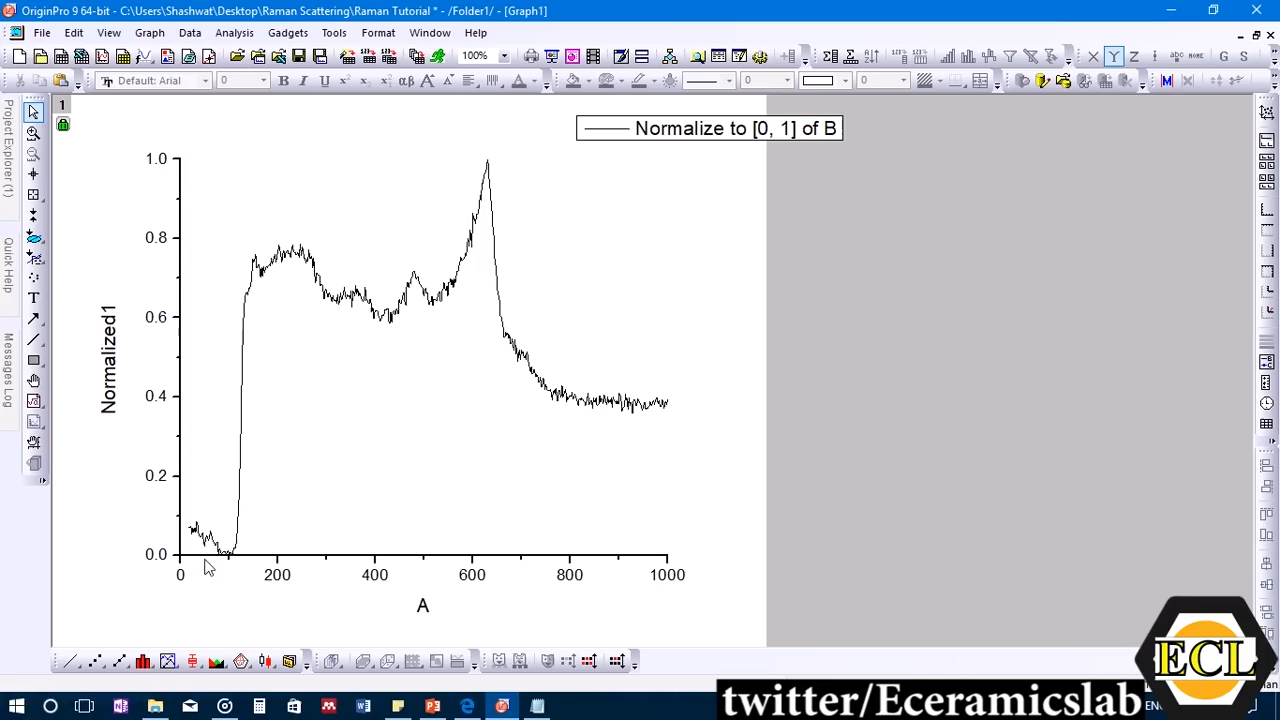 OriginPro 9 64-bit - C:\Users\Shashwat\Desktop\Raman Scattering\Raman Tutorial * - /Folder1/ - [Graph1]
File Edit View Graph Data Analysis Gadgets Tools Format Window Help
100%
Default: Arial 0 B I U αβ A A A 0 0 M
Project Explorer (1)
Quick Help
Messages Log
1
Normalize to [0, 1] of B
1.0
0.8
0.6
0.4
0.2
0.0
Normalized1
0 200 400 600 800 1000
A
ECL
twitter/Eceramicslab